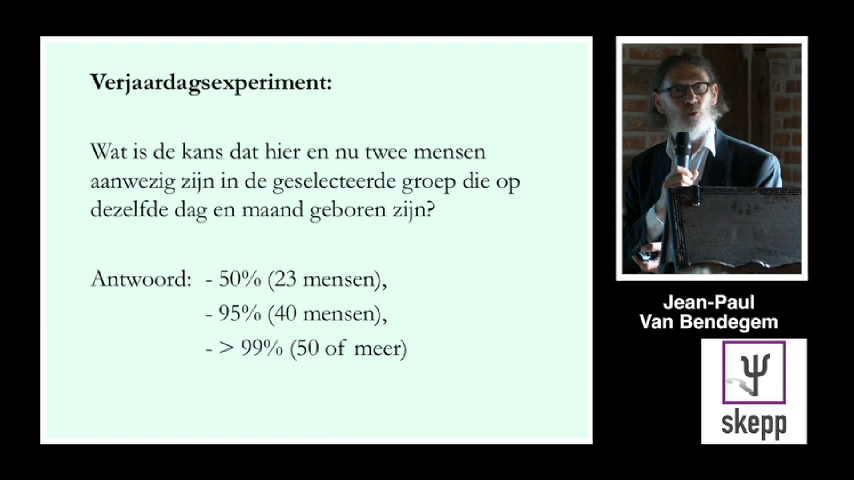 Verjaardagsexperiment:
Wat is de kans dat hier en nu twee mensen
aanwezig zijn in de geselecteerde groep die op
dezelfde dag en maand geboren zijn?
Antwoord: - 50% (23 mensen),
- 95% (40 mensen),
- > 99% (50 of meer)
Jean-Paul
Van Bendegem
skepp